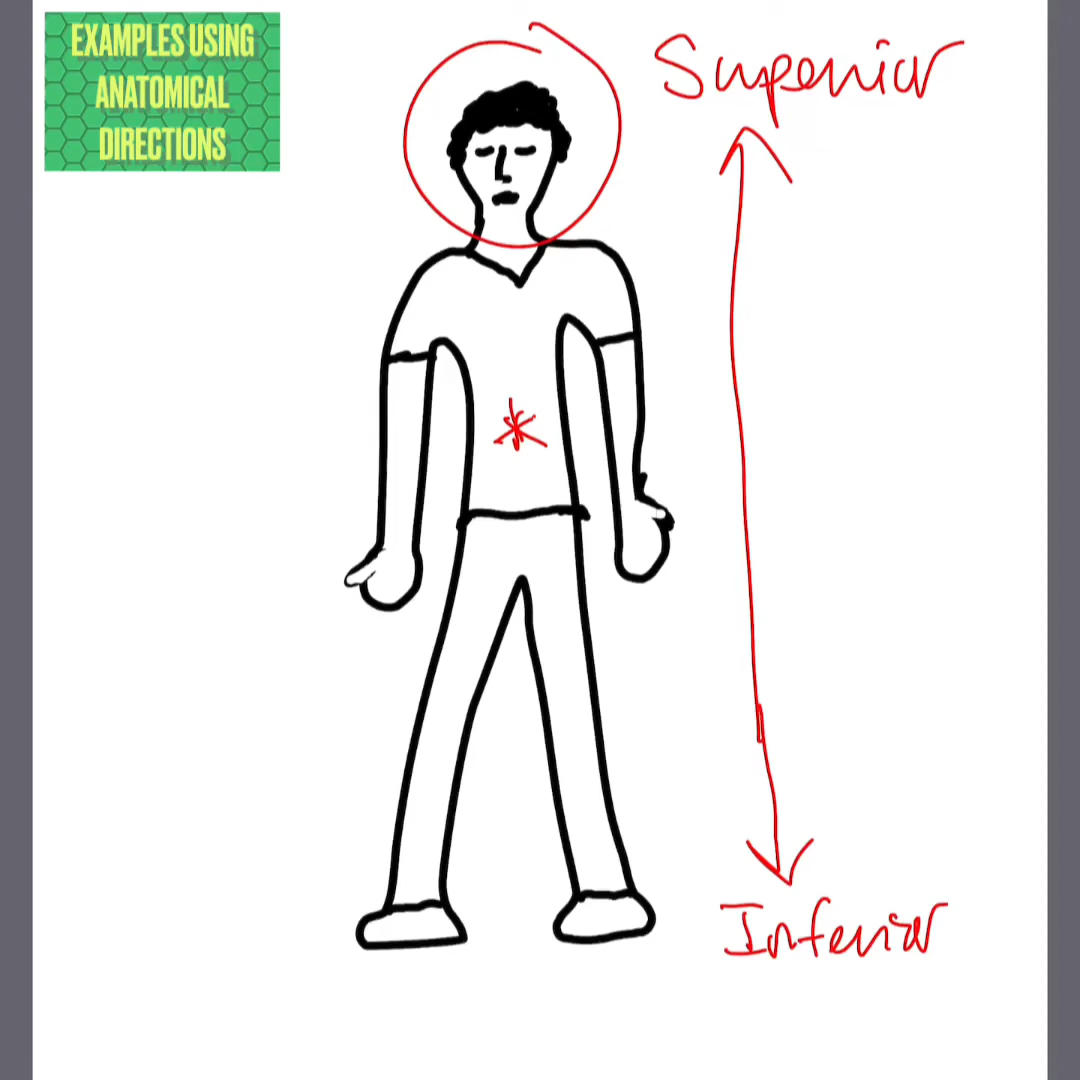 EXAMPLES USING
ANATOMICAL
DIRECTIONS
Superior
Inferior